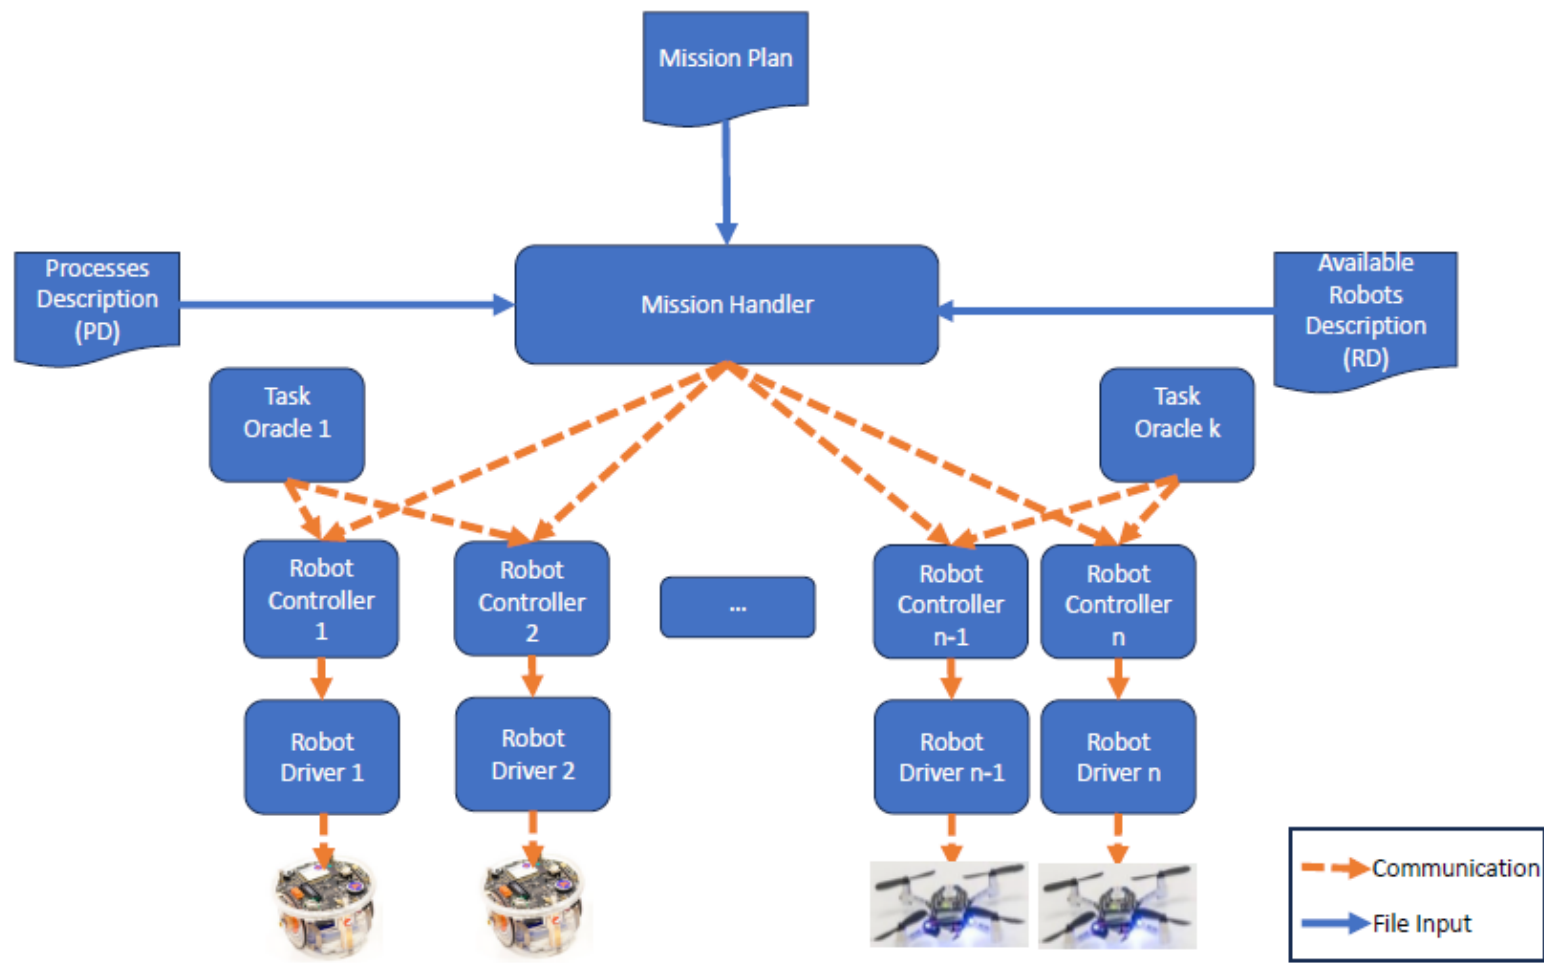 Mission Plan
Processes
Description
(PD)
Mission Handler
Available
Robots
Description
(RD)
Task
Oracle 1
Task
Oracle k
Robot
Controller
1
Robot
Controller
2
...
Robot
Controller
n-1
Robot
Controller
n
Robot
Driver 1
Robot
Driver 2
Robot
Driver n-1
Robot
Driver n
Communication
File Input